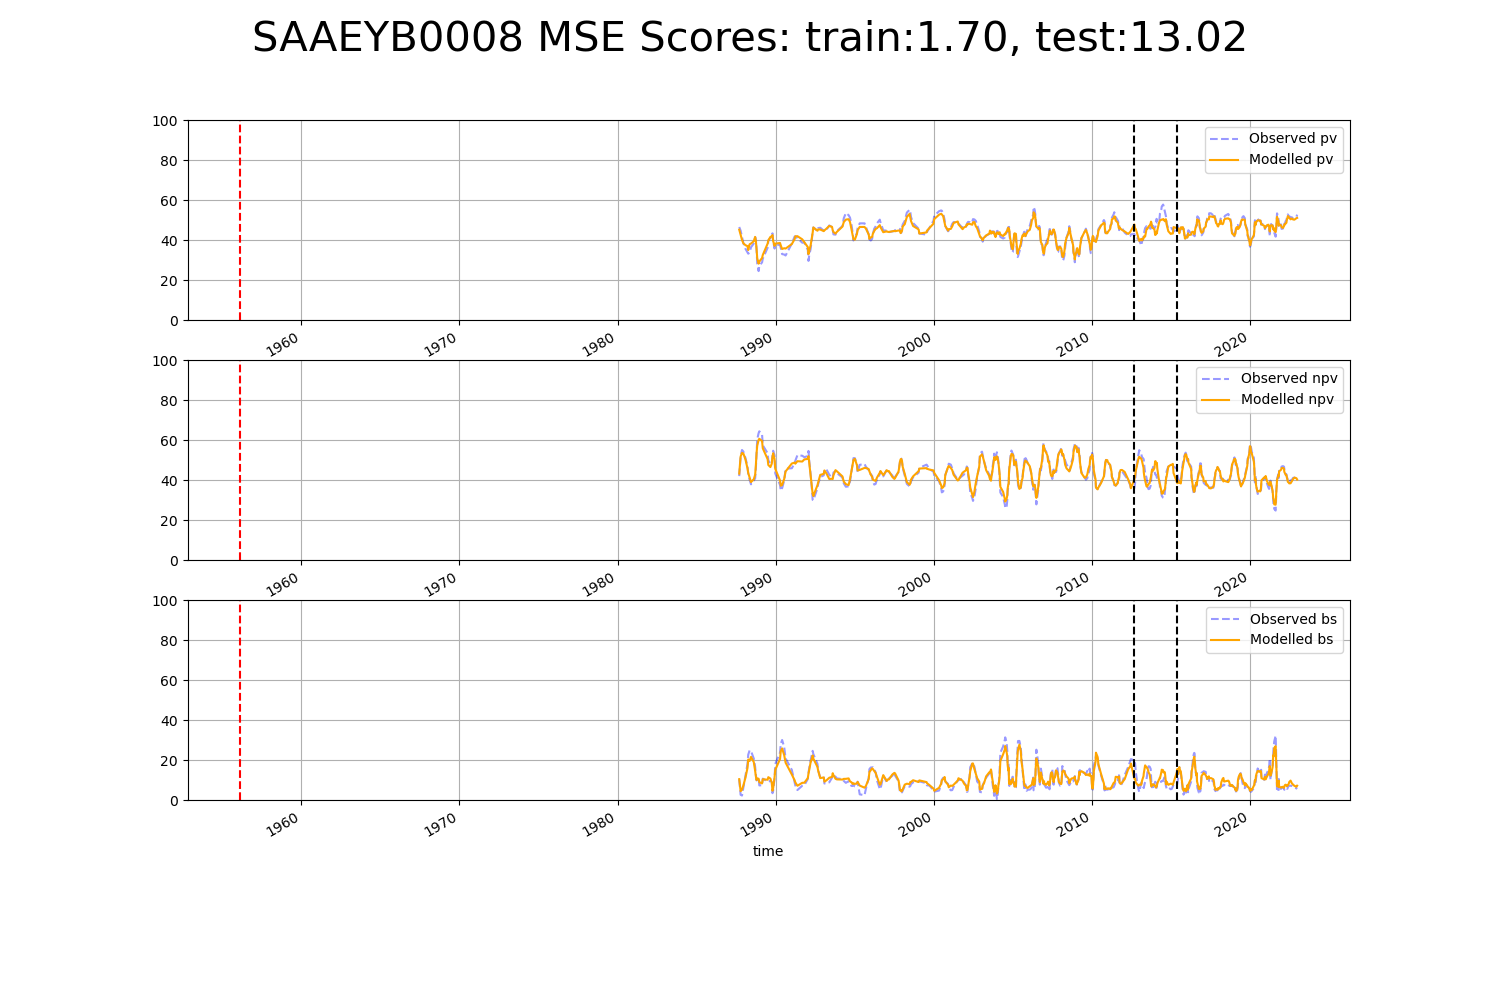 SAAEYB0008 MSE Scores: train:1.70, test:13.02
100
80
60
40
20
0
Observed pv
Modelled pv
1960 1970 1980 1990 2000 2010 2020
100
80
60
40
20
0
Observed npv
Modelled npv
1960 1970 1980 1990 2000 2010 2020
100
80
60
40
20
0
Observed bs
Modelled bs
1960 1970 1980 1990 2000 2010 2020
time